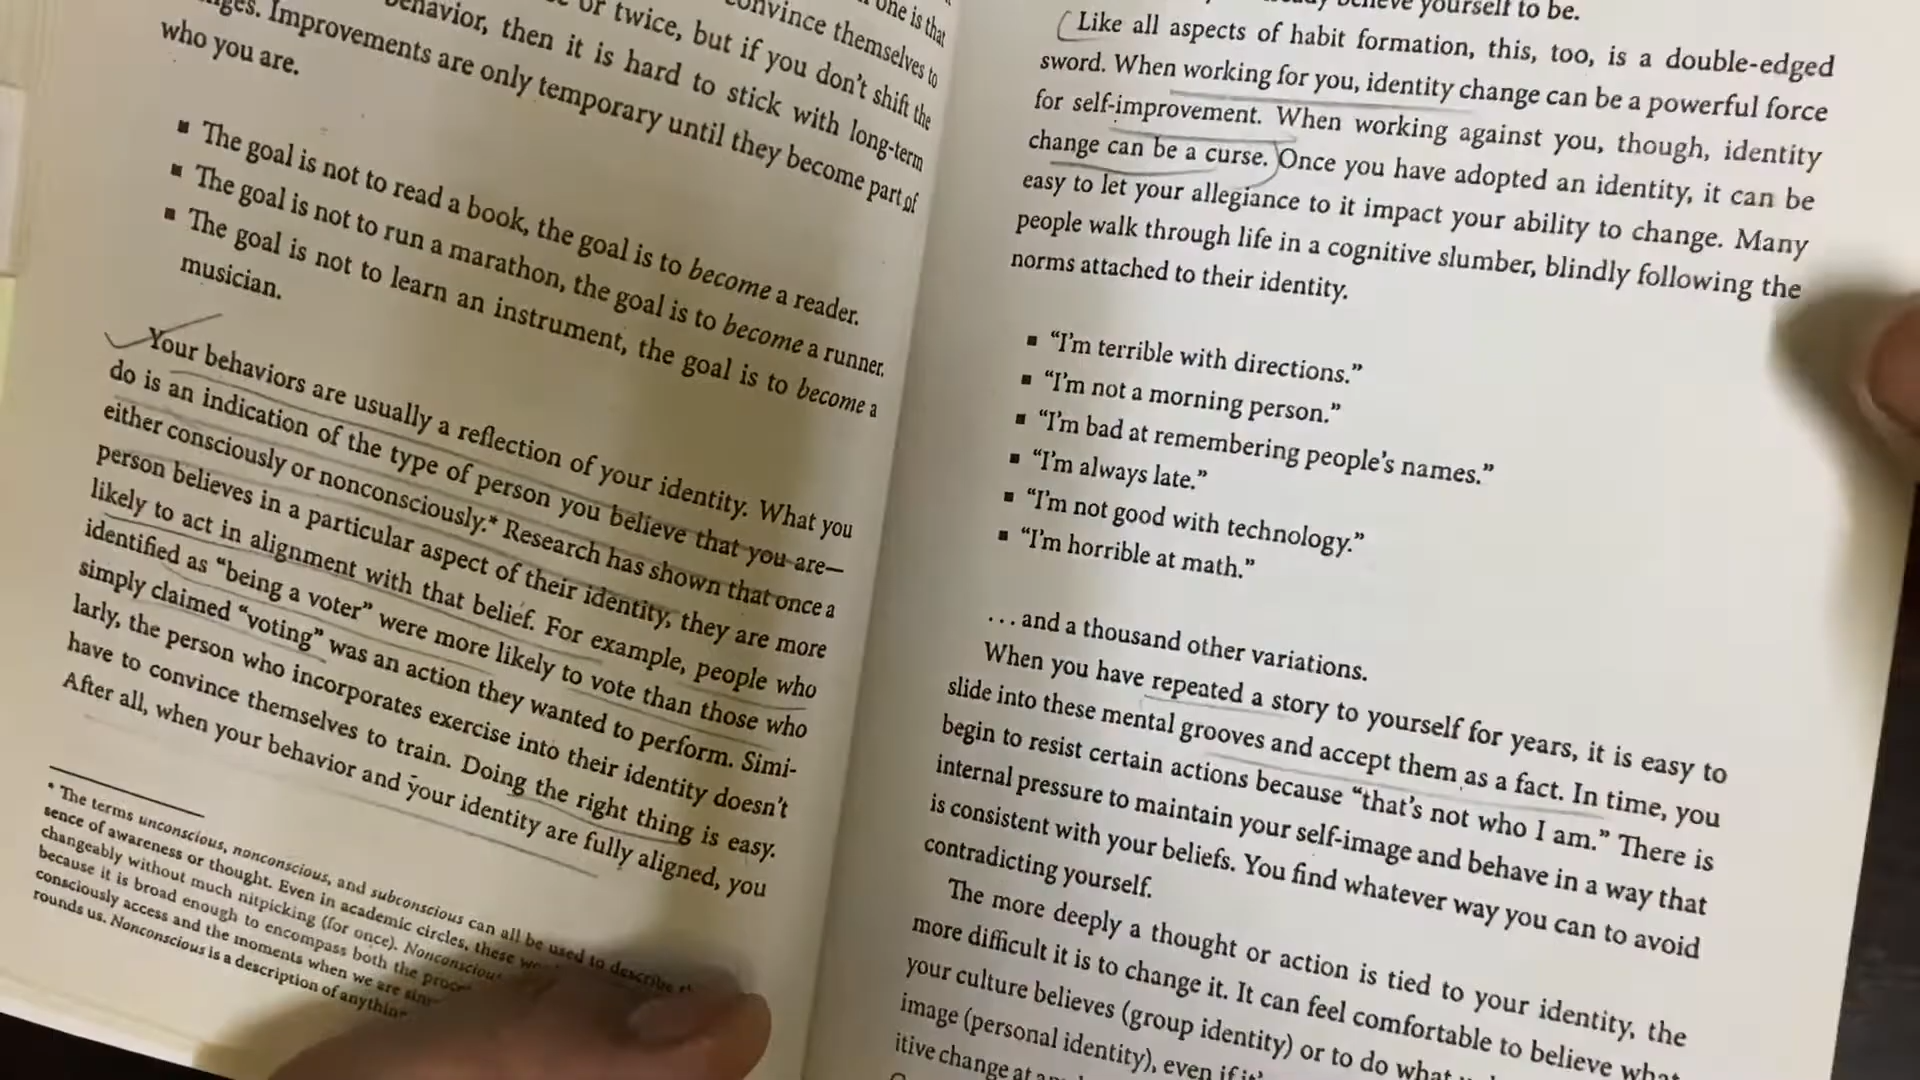 one is that
convince themselves to
or twice, but if you don't shift the
behavior, then it is hard to stick with long-term
Improvements are only temporary until they become part of
who you are.
▪ The goal is not to read a book, the goal is to become a reader.
▪ The goal is not to run a marathon, the goal is to become a runner.
▪ The goal is not to learn an instrument, the goal is to become a
musician.
Your behaviors are usually a reflection of your identity. What you
do is an indication of the type of person you believe that you are—
either consciously or nonconsciously.* Research has shown that once a
person believes in a particular aspect of their identity, they are more
likely to act in alignment with that belief. For example, people who
identified as “being a voter” were more likely to vote than those who
simply claimed “voting” was an action they wanted to perform. Simi-
larly, the person who incorporates exercise into their identity doesn't
have to convince themselves to train. Doing the right thing is easy.
After all, when your behavior and your identity are fully aligned, you
* The terms unconscious, nonconscious, and subconscious can all be used to describe
sence of awareness or thought. Even in academic circles, these
changeably without much nitpicking (for once).
because it is broad enough to encompass both the
consciously access and the moments when we are
rounds us. Nonconscious is a description of
believe yourself to be.
Like all aspects of habit formation, this, too, is a double-edged
sword. When working for you, identity change can be a powerful force
for self-improvement. When working against you, though, identity
change can be a curse. Once you have adopted an identity, it can be
easy to let your allegiance to it impact your ability to change. Many
people walk through life in a cognitive slumber, blindly following the
norms attached to their identity.
▪ “I'm terrible with directions.”
▪ “I'm not a morning person.”
▪ “I'm bad at remembering people's names.”
▪ “I'm always late.”
▪ “I'm not good with technology.”
▪ “I'm horrible at math.”
. . . and a thousand other variations.
When you have repeated a story to yourself for years, it is easy to
slide into these mental grooves and accept them as a fact. In time, you
begin to resist certain actions because “that's not who I am.” There is
internal pressure to maintain your self-image and behave in a way that
is consistent with your beliefs. You find whatever way you can to avoid
contradicting yourself.
The more deeply a thought or action is tied to your identity, the
more difficult it is to change it. It can feel comfortable to believe what
your culture believes (group identity) or to do what
image (personal identity), even if it's
itive change at